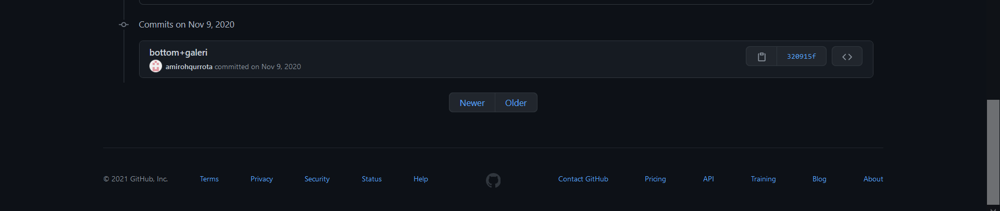 Commits on Nov 9, 2020
bottom+galeri
320915f
amirohqurrota committed on Nov 9, 2020
Newer Older
© 2021 GitHub, Inc. Terms Privacy Security Status Help Contact GitHub Pricing API Training Blog About